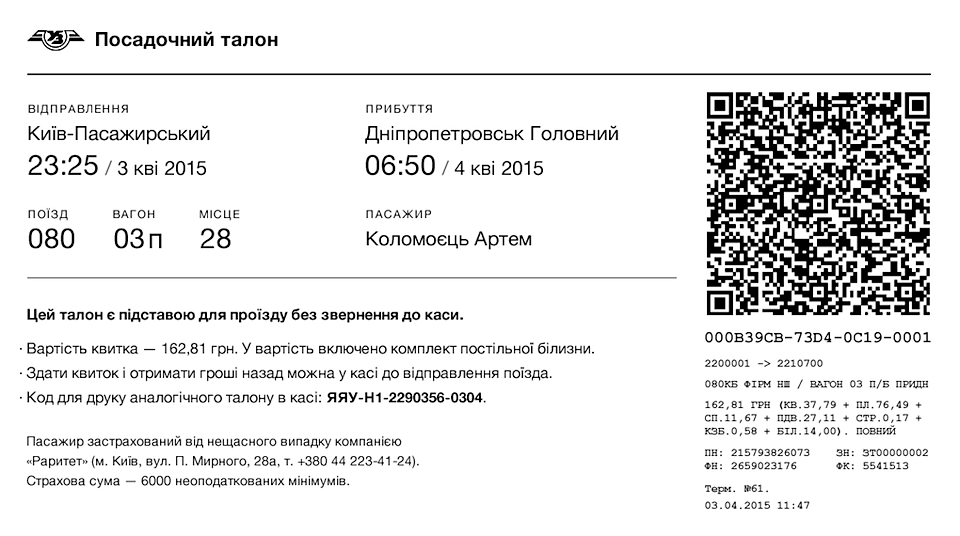 УЗ
Посадочний талон
ВІДПРАВЛЕННЯ
Київ-Пасажирський
23:25 / 3 кві 2015
ПРИБУТТЯ
Дніпропетровськ Головний
06:50 / 4 кві 2015
ПОЇЗД ВАГОН МІСЦЕ
080 03 п 28
ПАСАЖИР
Коломоєць Артем
Цей талон є підставою для проїзду без звернення до каси.
· Вартість квитка — 162,81 грн. У вартість включено комплект постільної білизни.
· Здати квиток і отримати гроші назад можна у касі до відправлення поїзда.
· Код для друку аналогічного талону в касі: ЯЯУ-Н1-2290356-0304.
Пасажир застрахований від нещасного випадку компанією
«Раритет» (м. Київ, вул. П. Мирного, 28а, т. +380 44 223-41-24).
Страхова сума — 6000 неоподаткованих мінімумів.
000B39CB-73D4-0C19-0001
2200001 -> 2210700
080КБ ФІРМ НШ / ВАГОН 03 П/Б ПРИДН
162,81 ГРН (КВ.37,79 + ПЛ.76,49 +
СП.11,67 + ПДВ.27,11 + СТР.0,17 +
КЗБ.0,58 + БІЛ.14,00). ПОВНИЙ
ПН: 215793826073 ЗН: ЗТ00000002
ФН: 2659023176 ФК: 5541513
Терм. №61.
03.04.2015 11:47